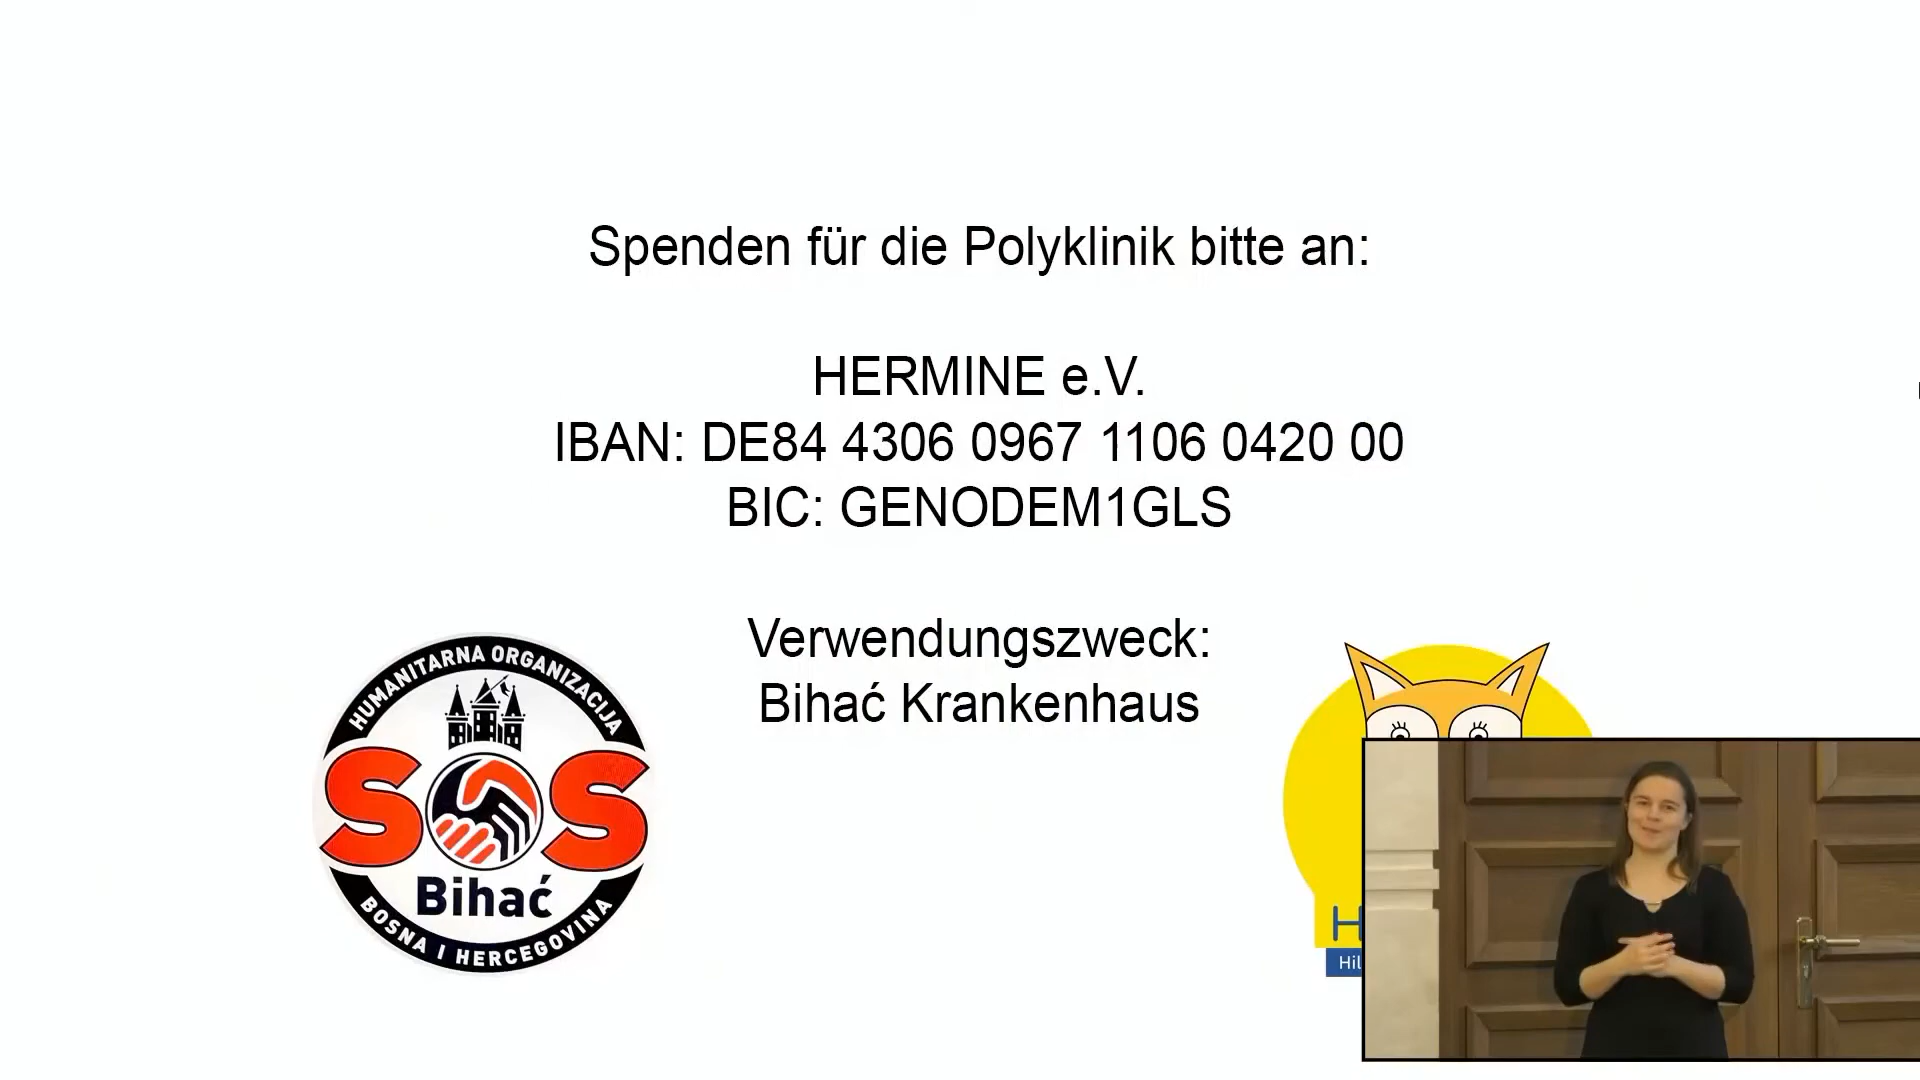 Spenden für die Polyklinik bitte an:
HERMINE e.V.
IBAN: DE84 4306 0967 1106 0420 00
BIC: GENODEM1GLS
Verwendungszweck:
Bihać Krankenhaus
HUMANITARNA ORGANIZACIJA
SOS
Bihać
BOSNA I HERCEGOVINA